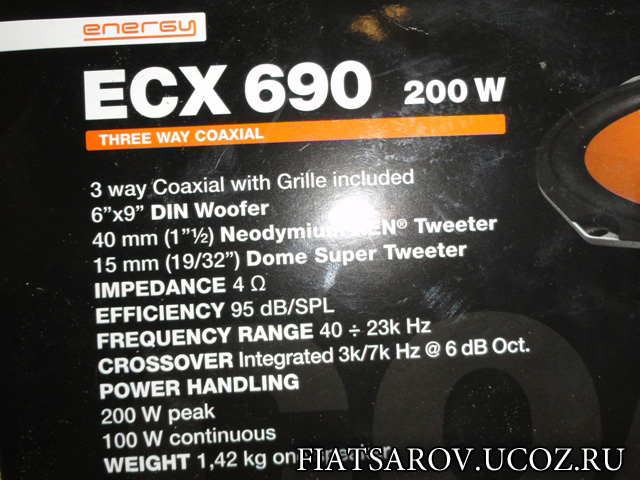 energy
ECX 690 200 W
THREE WAY COAXIAL
3 way Coaxial with Grille included
6”x9” DIN Woofer
40 mm (1”½) Neodymium ® Tweeter
15 mm (19/32”) Dome Super Tweeter
IMPEDANCE 4 Ω
EFFICIENCY 95 dB/SPL
FREQUENCY RANGE 40 ÷ 23k Hz
CROSSOVER Integrated 3k/7k Hz @ 6 dB Oct.
POWER HANDLING
200 W peak
100 W continuous
WEIGHT 1,42 kg one speaker
FIATSAROV.UCOZ.RU